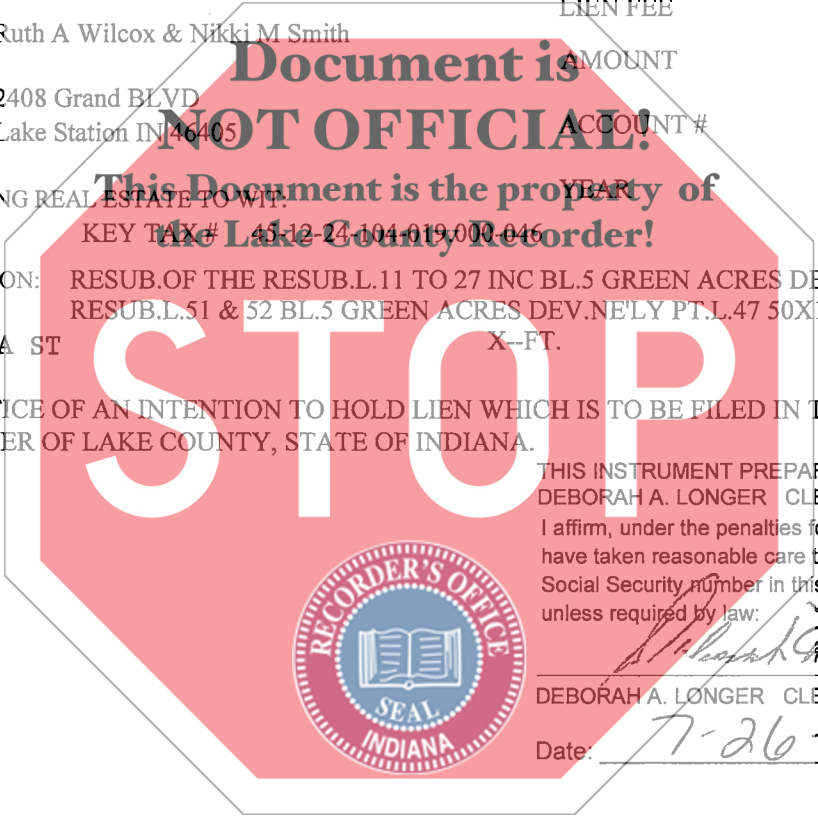 LIEN FEE
Ruth A Wilcox & Nikki M Smith
Document is
AMOUNT
2408 Grand BLVD
Lake Station IN 46405
NOT OFFICIAL!
ACCOUNT #
This Document is the property of
NG REAL ESTATE TO WIT:
YEAR
KEY TAX# 45-12-24-104-019.000-046
the Lake County Recorder!
ON: RESUB.OF THE RESUB.L.11 TO 27 INC BL.5 GREEN ACRES DE
RESUB.L.51 & 52 BL.5 GREEN ACRES DEV.NE'LY PT.L.47 50X
A ST
X--FT.
STOP
ICE OF AN INTENTION TO HOLD LIEN WHICH IS TO BE FILED IN T
ER OF LAKE COUNTY, STATE OF INDIANA.
THIS INSTRUMENT PREPAR
DEBORAH A. LONGER CLE
I affirm, under the penalties fo
have taken reasonable care t
Social Security number in this
unless required by law:
RECORDER'S OFFICE
SEAL
INDIANA
DEBORAH A. LONGER CLE
Date: 7-26-